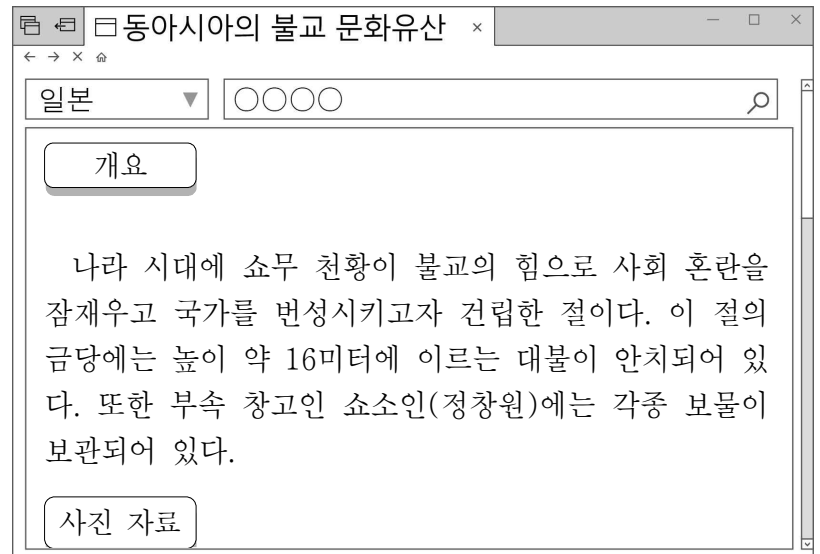 동아시아의 불교 문화유산 ×
일본 ▼ ○○○○
개요
나라 시대에 쇼무 천황이 불교의 힘으로 사회 혼란을
잠재우고 국가를 번성시키고자 건립한 절이다. 이 절의
금당에는 높이 약 16미터에 이르는 대불이 안치되어 있
다. 또한 부속 창고인 쇼소인(정창원)에는 각종 보물이
보관되어 있다.
사진 자료